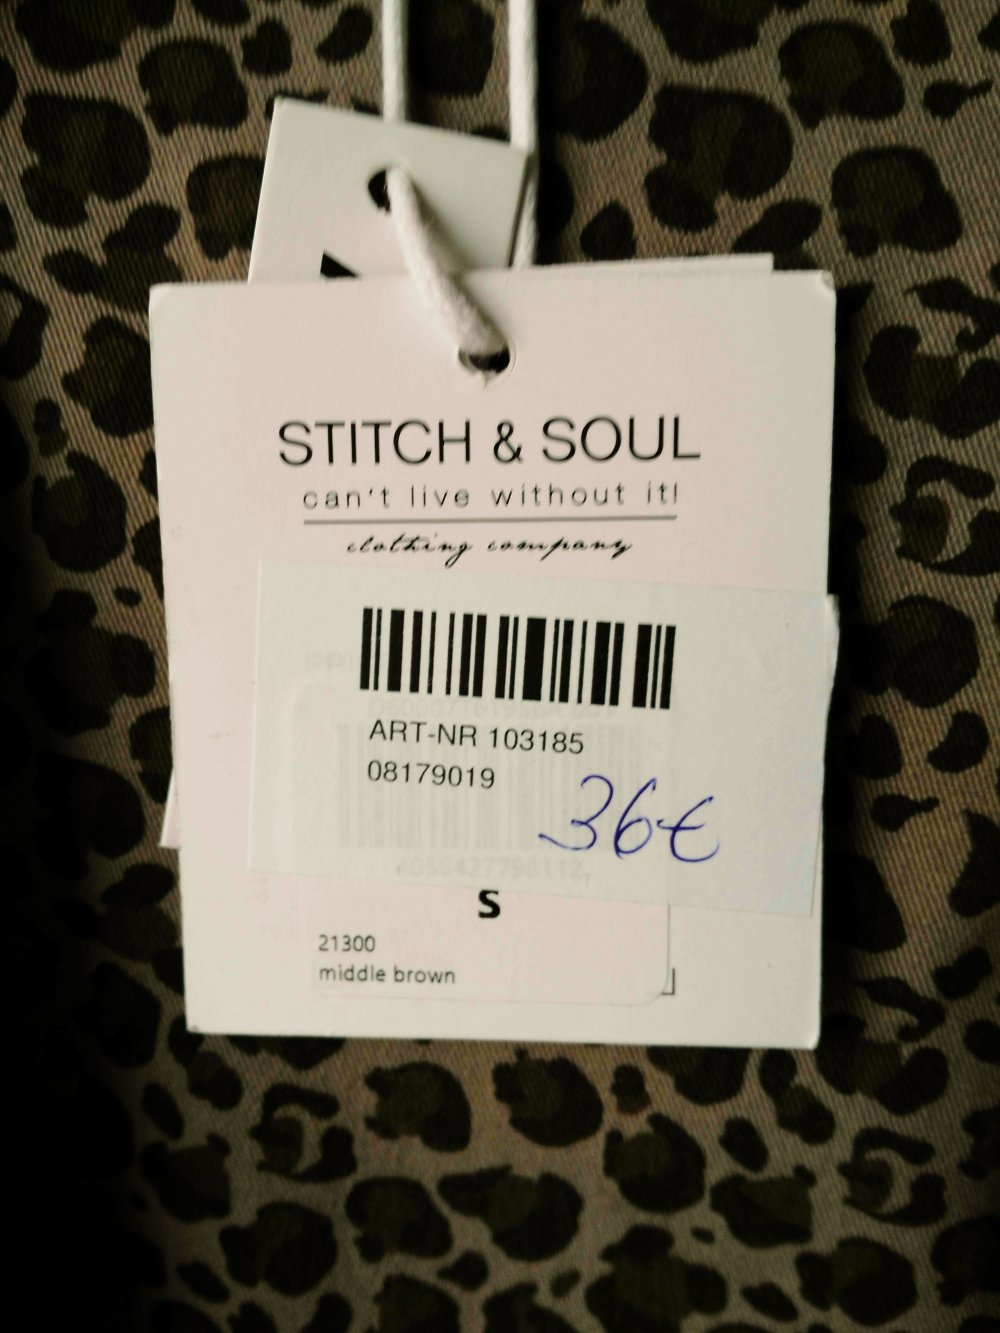 STITCH & SOUL
can't live without it!
clothing company
ART-NR 103185
08179019
36€
S
21300
middle brown